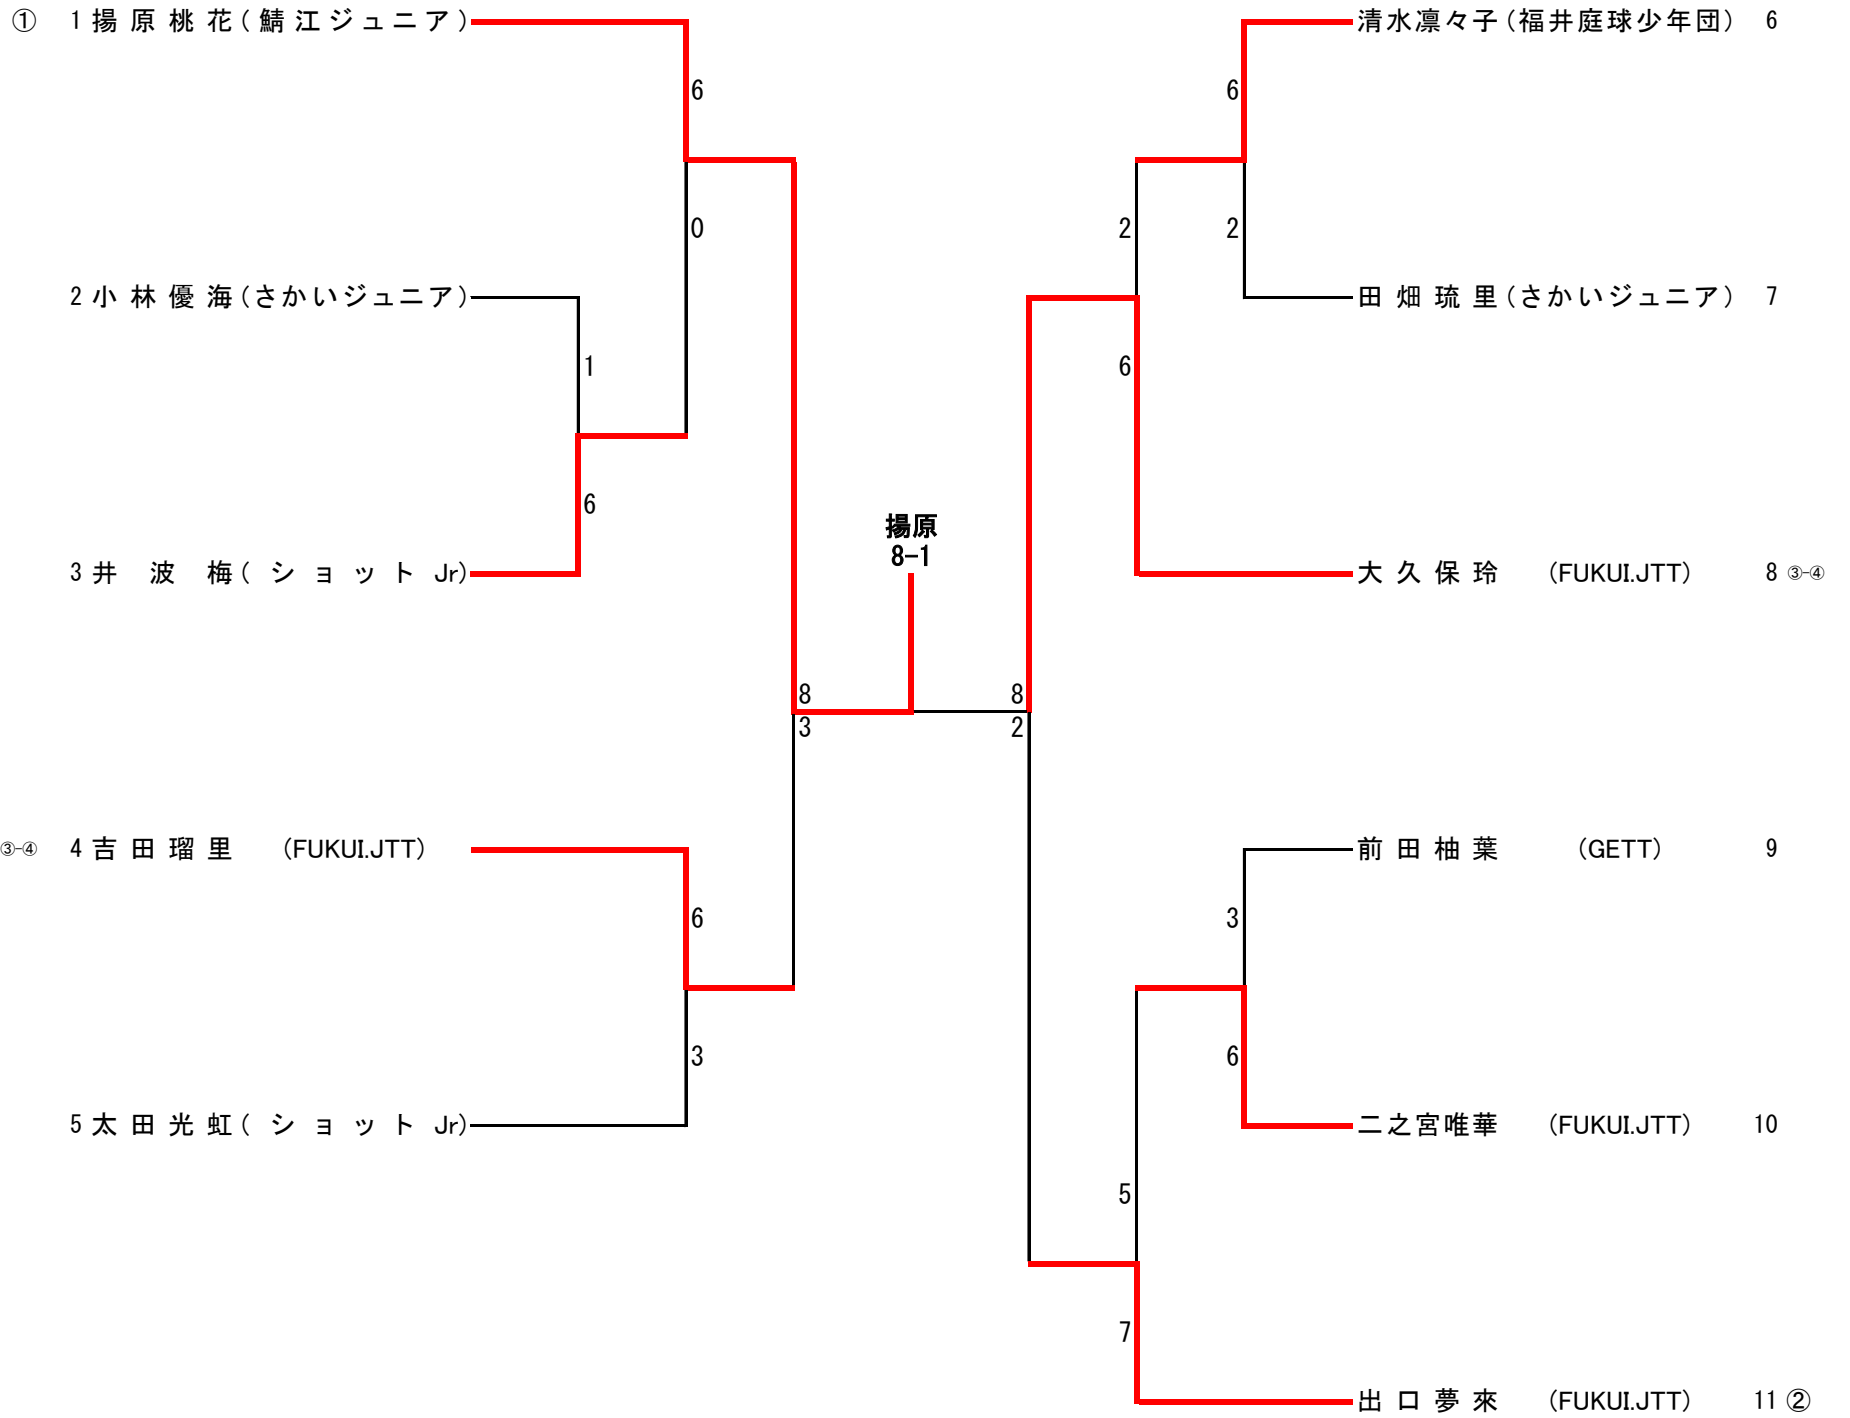 ① 1 揚原桃花(鯖江ジュニア)
6
0
2 小林優海(さかいジュニア)
1
6
3 井波梅(ショットJr)
8
3
③-④ 4 吉田瑠里 (FUKUI.JTT)
6
3
5 太田光虹(ショットJr)
揚原
8-1
清水凛々子(福井庭球少年団) 6
6
2
2
田畑琉里(さかいジュニア) 7
6
大久保玲 (FUKUI.JTT) 8 ③-④
8
2
前田柚葉 (GETT) 9
3
6
二之宮唯華 (FUKUI.JTT) 10
5
7
出口夢來 (FUKUI.JTT) 11 ②